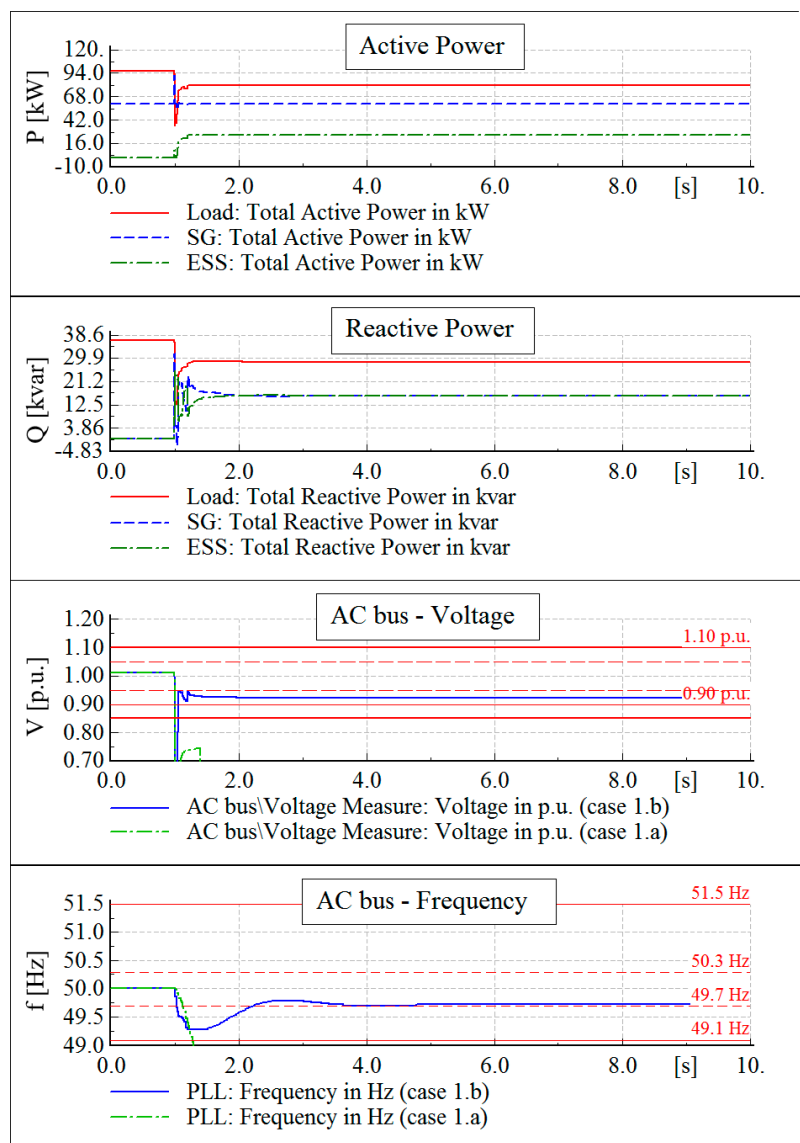 Active Power
P [kW]
120.
94.0
68.0
42.0
16.0
-10.0
0.0 2.0 4.0 6.0 8.0 [s] 10.
Load: Total Active Power in kW
SG: Total Active Power in kW
ESS: Total Active Power in kW
Reactive Power
Q [kvar]
38.6
29.9
21.2
12.5
3.86
-4.83
0.0 2.0 4.0 6.0 8.0 [s] 10.
Load: Total Reactive Power in kvar
SG: Total Reactive Power in kvar
ESS: Total Reactive Power in kvar
AC bus - Voltage
V [p.u.]
1.20
1.10
1.00
0.90
0.80
0.70
1.10 p.u.
0.90 p.u.
0.0 2.0 4.0 6.0 8.0 [s] 10.
AC bus\Voltage Measure: Voltage in p.u. (case 1.b)
AC bus\Voltage Measure: Voltage in p.u. (case 1.a)
AC bus - Frequency
f [Hz]
51.5
51.0
50.5
50.0
49.5
49.0
51.5 Hz
50.3 Hz
49.7 Hz
49.1 Hz
0.0 2.0 4.0 6.0 8.0 [s] 10.
PLL: Frequency in Hz (case 1.b)
PLL: Frequency in Hz (case 1.a)